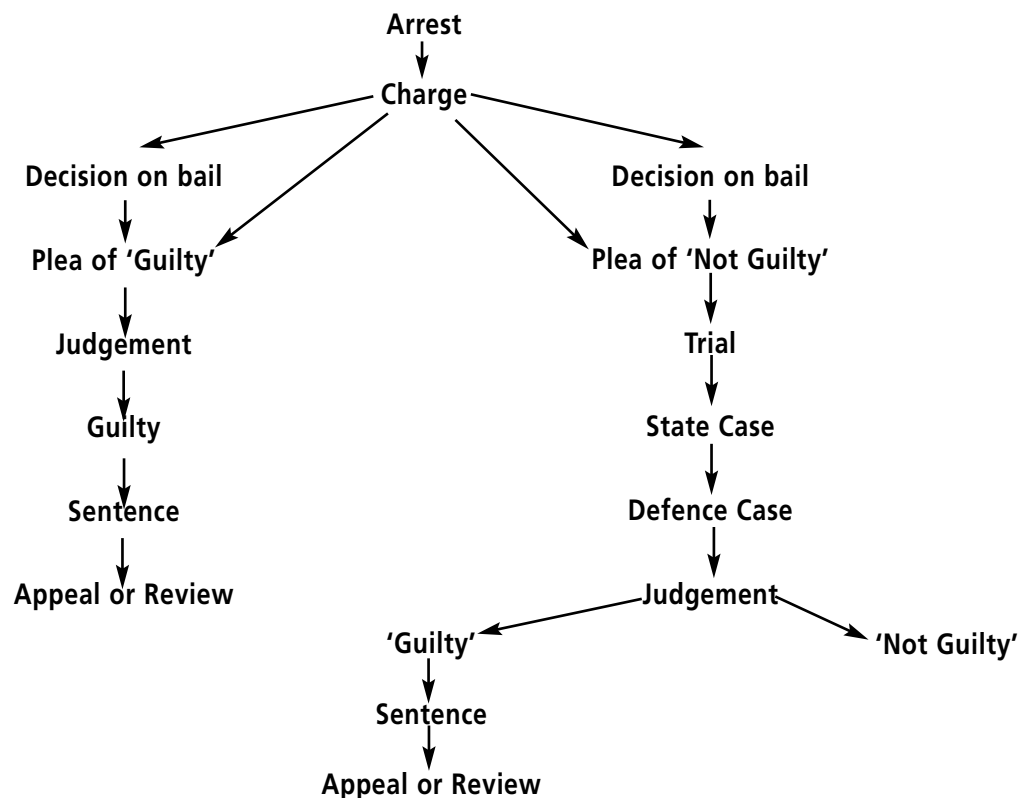 Arrest
Charge
Decision on bail
Decision on bail
Plea of ‘Guilty’
Plea of ‘Not Guilty’
Judgement
Trial
Guilty
State Case
Sentence
Defence Case
Appeal or Review
Judgement
‘Guilty’
‘Not Guilty’
Sentence
Appeal or Review